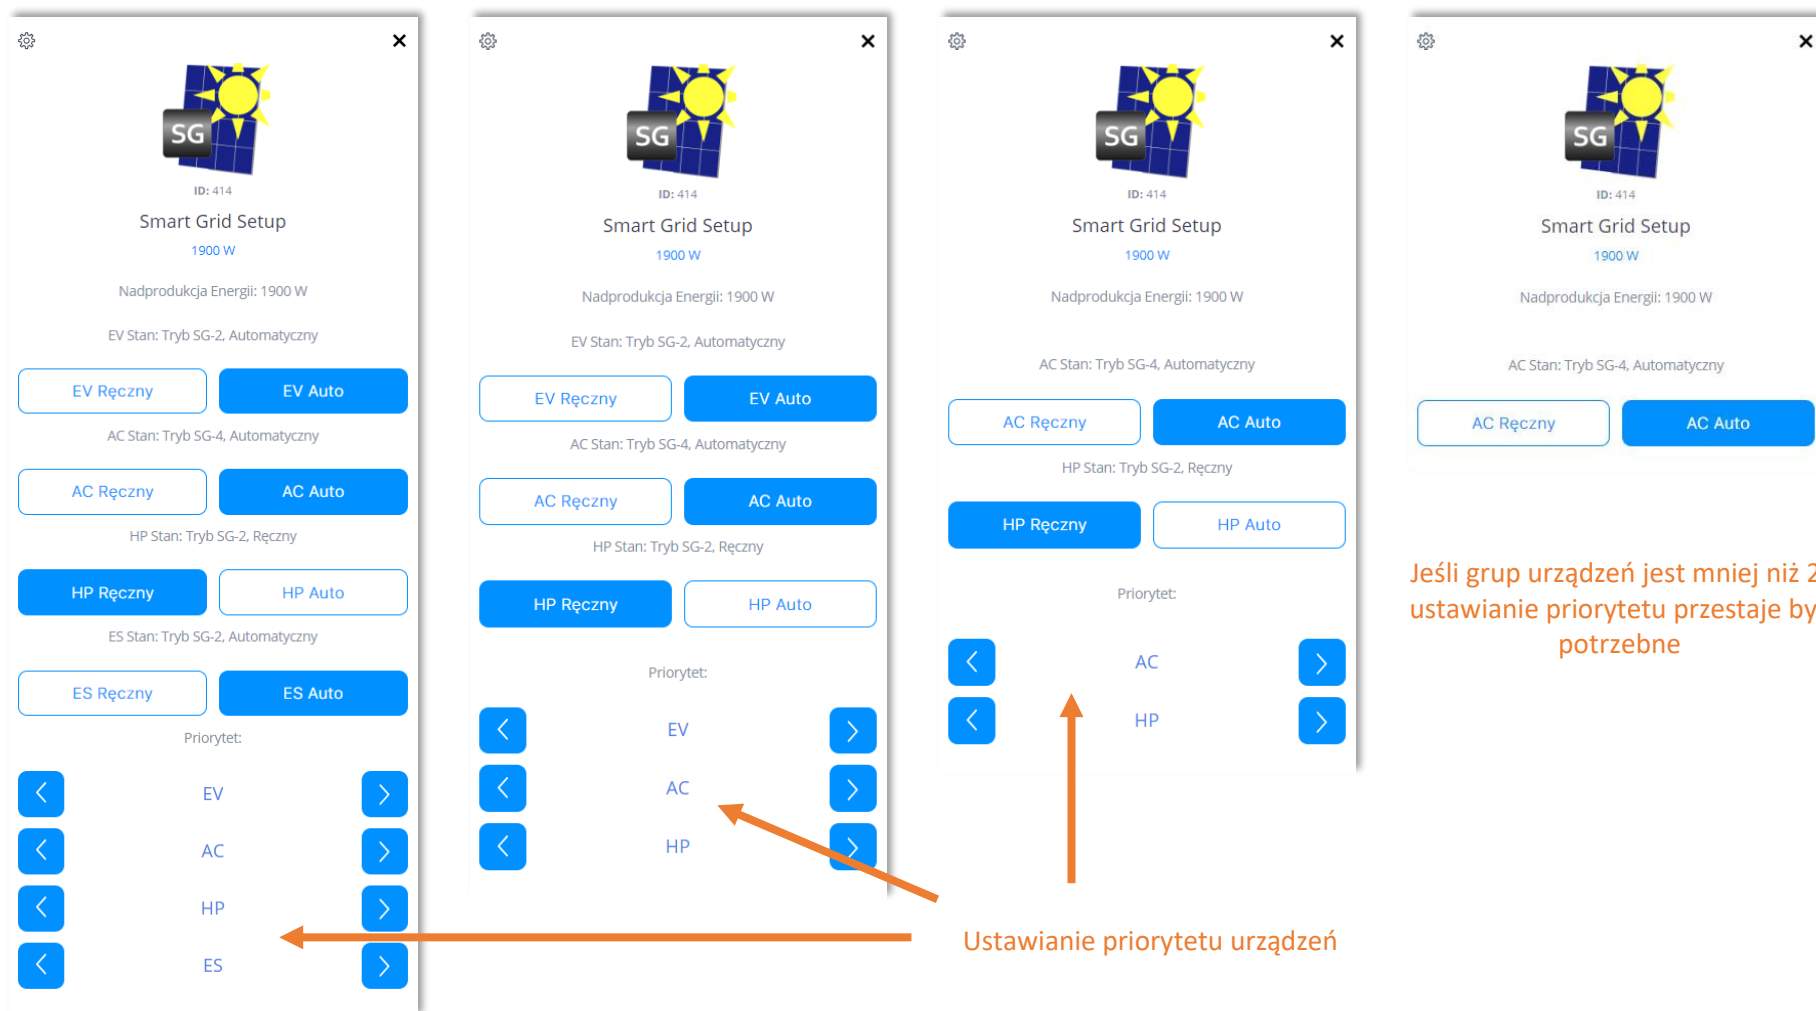 SG
ID: 414
Smart Grid Setup
1900 W
Nadprodukcja Energii: 1900 W
EV Stan: Tryb SG-2, Automatyczny
EV Ręczny EV Auto
AC Stan: Tryb SG-4, Automatyczny
AC Ręczny AC Auto
HP Stan: Tryb SG-2, Ręczny
HP Ręczny HP Auto
ES Stan: Tryb SG-2, Automatyczny
ES Ręczny ES Auto
Priorytet:
EV
AC
HP
ES
SG
ID: 414
Smart Grid Setup
1900 W
Nadprodukcja Energii: 1900 W
EV Stan: Tryb SG-2, Automatyczny
EV Ręczny EV Auto
AC Stan: Tryb SG-4, Automatyczny
AC Ręczny AC Auto
HP Stan: Tryb SG-2, Ręczny
HP Ręczny HP Auto
Priorytet:
EV
AC
HP
SG
ID: 414
Smart Grid Setup
1900 W
Nadprodukcja Energii: 1900 W
AC Stan: Tryb SG-4, Automatyczny
AC Ręczny AC Auto
HP Stan: Tryb SG-2, Ręczny
HP Ręczny HP Auto
Priorytet:
AC
HP
Ustawianie priorytetu urządzeń
SG
ID: 414
Smart Grid Setup
1900 W
Nadprodukcja Energii: 1900 W
AC Stan: Tryb SG-4, Automatyczny
AC Ręczny AC Auto
Jeśli grup urządzeń jest mniej niż 2
ustawianie priorytetu przestaje by
potrzebne